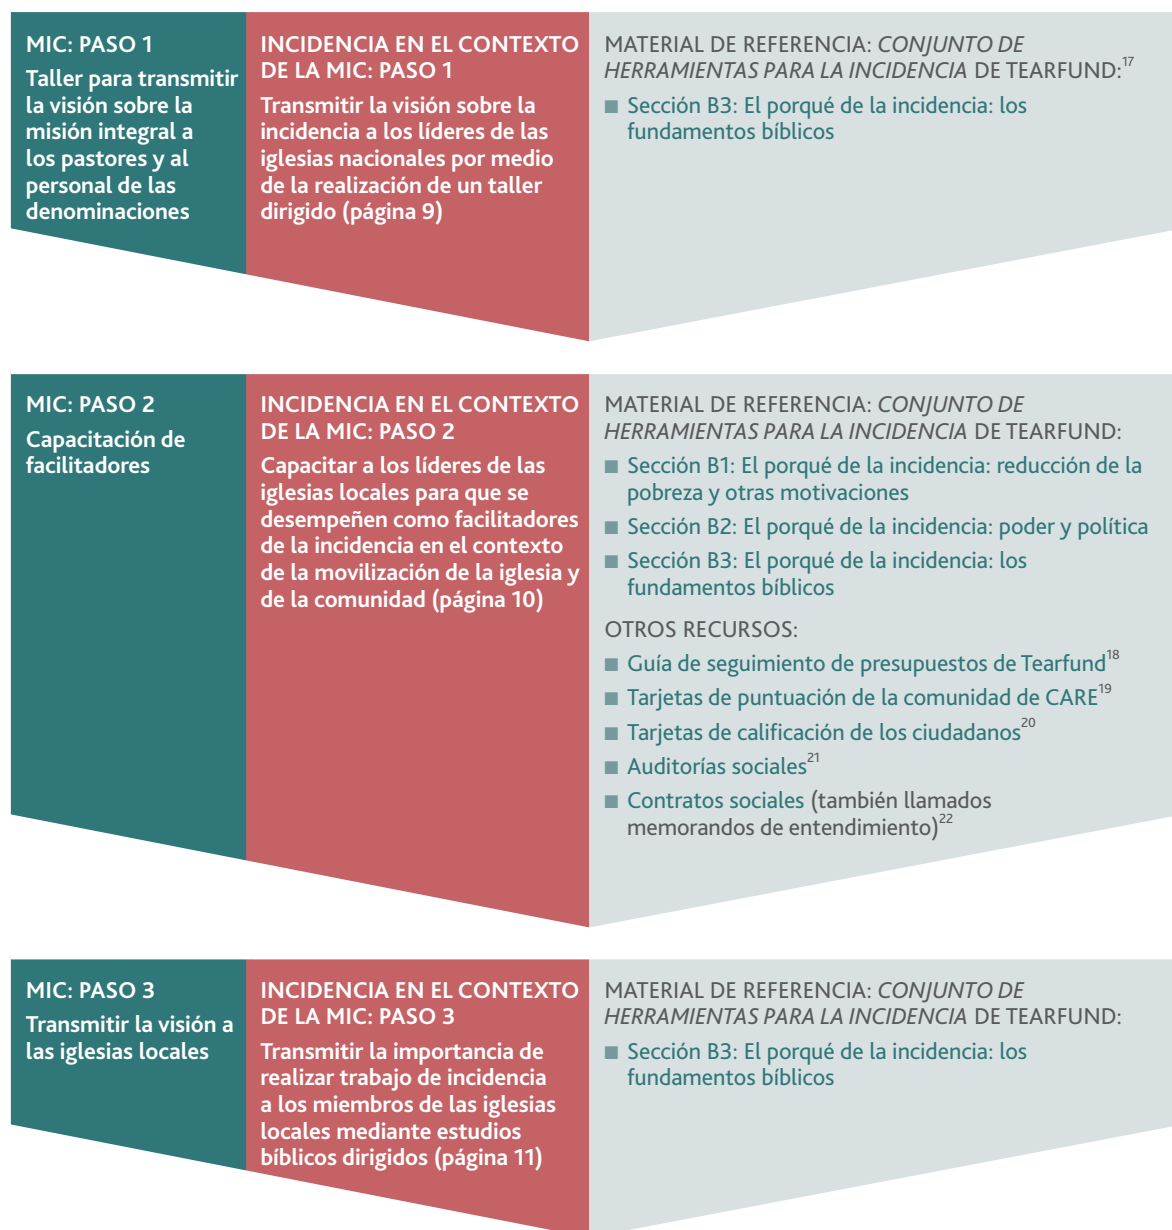 MIC: PASO 1
Taller para transmitir
la visión sobre la
misión integral a
los pastores y al
personal de las
denominaciones
INCIDENCIA EN EL CONTEXTO
DE LA MIC: PASO 1
Transmitir la visión sobre la
incidencia a los líderes de las
iglesias nacionales por medio
de la realización de un taller
dirigido (página 9)
MATERIAL DE REFERENCIA: CONJUNTO DE
HERRAMIENTAS PARA LA INCIDENCIA DE TEARFUND:17
■ Sección B3: El porqué de la incidencia: los
fundamentos bíblicos
MIC: PASO 2
Capacitación de
facilitadores
INCIDENCIA EN EL CONTEXTO
DE LA MIC: PASO 2
Capacitar a los líderes de las
iglesias locales para que se
desempeñen como facilitadores
de la incidencia en el contexto
de la movilización de la iglesia y
de la comunidad (página 10)
MATERIAL DE REFERENCIA: CONJUNTO DE
HERRAMIENTAS PARA LA INCIDENCIA DE TEARFUND:
■ Sección B1: El porqué de la incidencia: reducción de la
pobreza y otras motivaciones
■ Sección B2: El porqué de la incidencia: poder y política
■ Sección B3: El porqué de la incidencia: los
fundamentos bíblicos
OTROS RECURSOS:
■ Guía de seguimiento de presupuestos de Tearfund18
■ Tarjetas de puntuación de la comunidad de CARE19
■ Tarjetas de calificación de los ciudadanos20
■ Auditorías sociales21
■ Contratos sociales (también llamados
memorandos de entendimiento)22
MIC: PASO 3
Transmitir la visión a
las iglesias locales
INCIDENCIA EN EL CONTEXTO
DE LA MIC: PASO 3
Transmitir la importancia de
realizar trabajo de incidencia
a los miembros de las iglesias
locales mediante estudios
bíblicos dirigidos (página 11)
MATERIAL DE REFERENCIA: CONJUNTO DE
HERRAMIENTAS PARA LA INCIDENCIA DE TEARFUND:
■ Sección B3: El porqué de la incidencia: los
fundamentos bíblicos